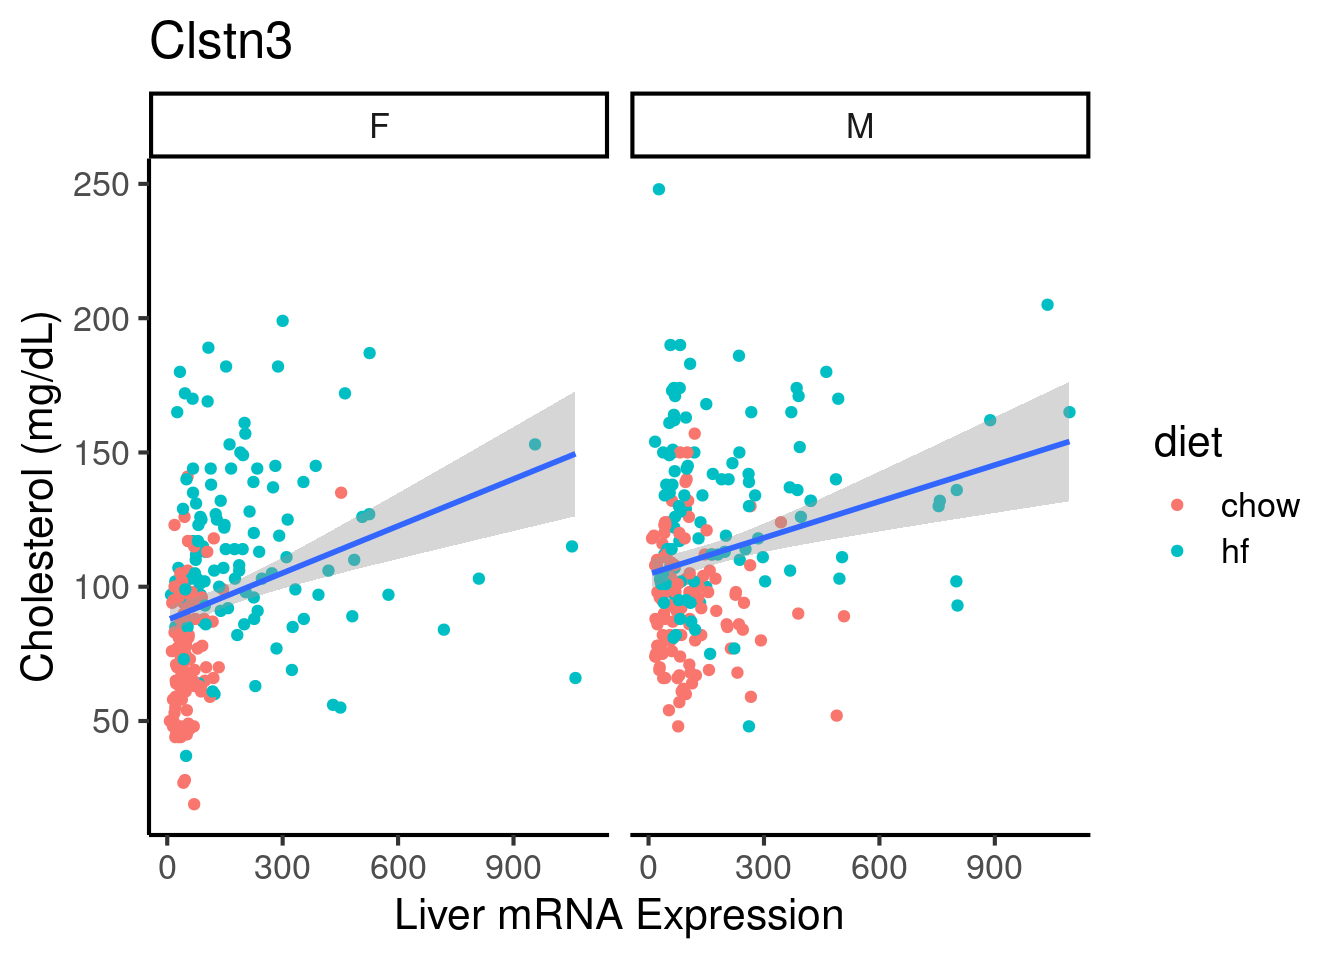 Clstn3
F
M
Cholesterol (mg/dL)
250
200
150
100
50
0
300
600
900
0
300
600
900
Liver mRNA Expression
diet
chow
hf